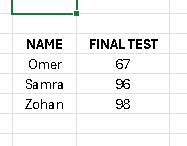 NAME FINAL TEST
Omer 67
Samra 96
Zohan 98